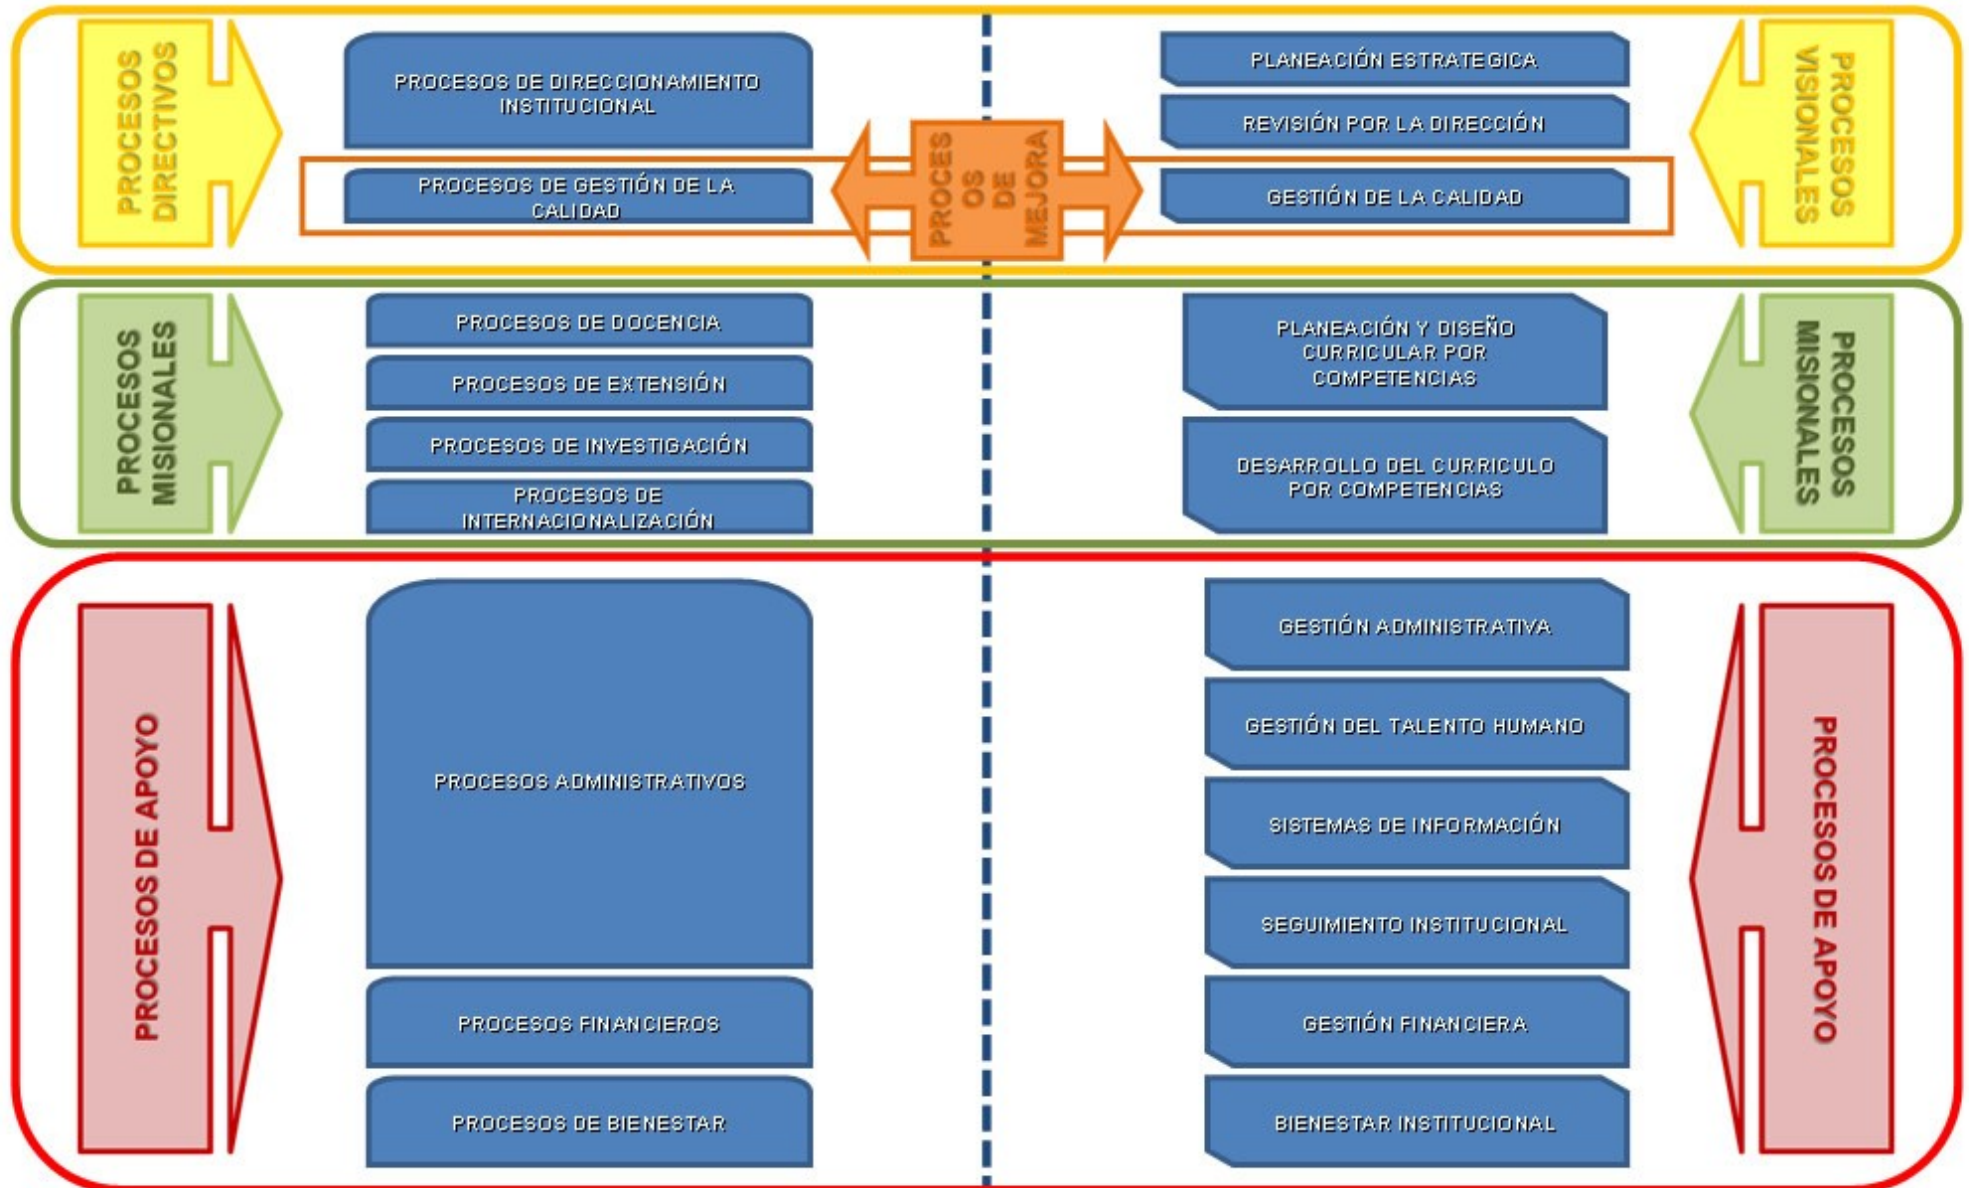 PROCESOS
DIRECTIVOS
PROCESOS DE DIRECCIONAMIENTO
INSTITUCIONAL
PROCESOS DE GESTIÓN DE LA
CALIDAD
PROCES
OS
DE
MEJORA
PLANEACIÓN ESTRATEGICA
REVISIÓN POR LA DIRECCIÓN
GESTIÓN DE LA CALIDAD
PROCESOS
VISIONALES
PROCESOS
MISIONALES
PROCESOS DE DOCENCIA
PROCESOS DE EXTENSIÓN
PROCESOS DE INVESTIGACIÓN
PROCESOS DE
INTERNACIONALIZACIÓN
PLANEACIÓN Y DISEÑO
CURRICULAR POR
COMPETENCIAS
DESARROLLO DEL CURRICULO
POR COMPETENCIAS
PROCESOS
MISIONALES
PROCESOS DE APOYO
PROCESOS ADMINISTRATIVOS
PROCESOS FINANCIEROS
PROCESOS DE BIENESTAR
GESTIÓN ADMINISTRATIVA
GESTIÓN DEL TALENTO HUMANO
SISTEMAS DE INFORMACIÓN
SEGUIMIENTO INSTITUCIONAL
GESTIÓN FINANCIERA
BIENESTAR INSTITUCIONAL
PROCESOS DE APOYO